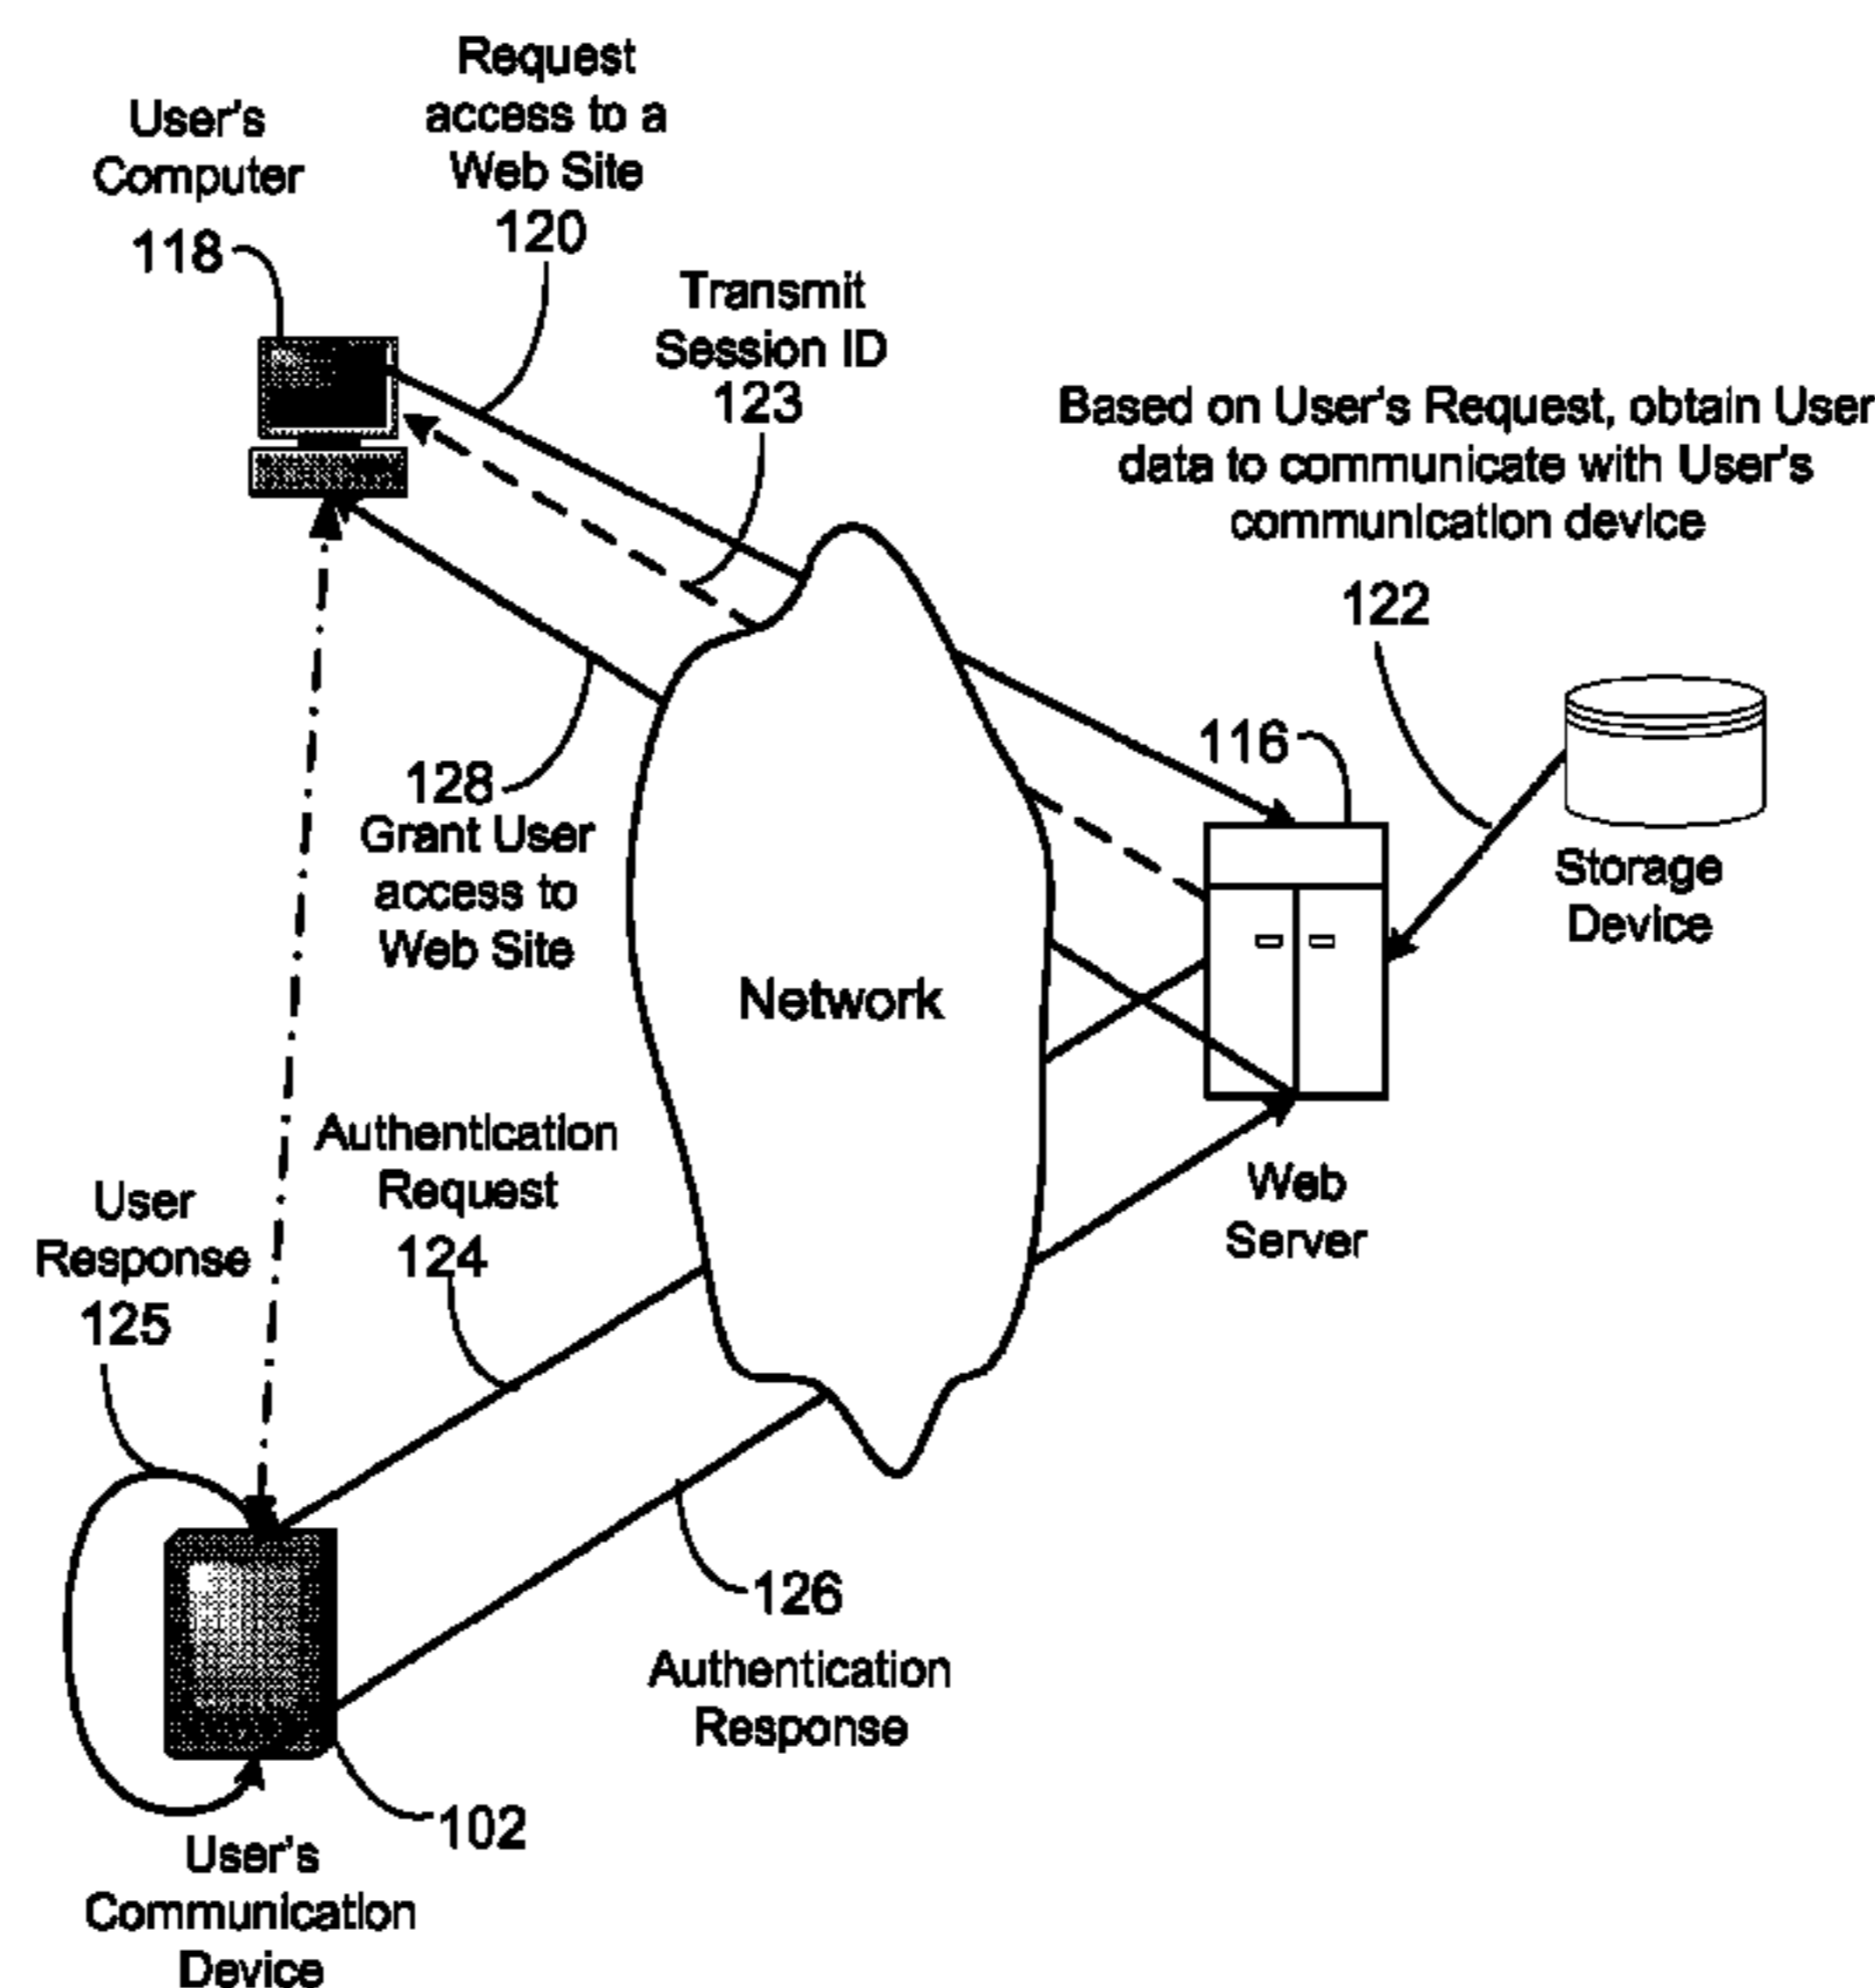 Request
access to a
Web Site
120
User's
Computer
118
Transmit
Session ID
123
Based on User's Request, obtain User
data to communicate with User's
communication device
122
116
Storage
Device
128
Grant User
access to
Web Site
Network
Web
Server
Authentication
Request
124
User
Response
125
126
Authentication
Response
102
User's
Communication
Device